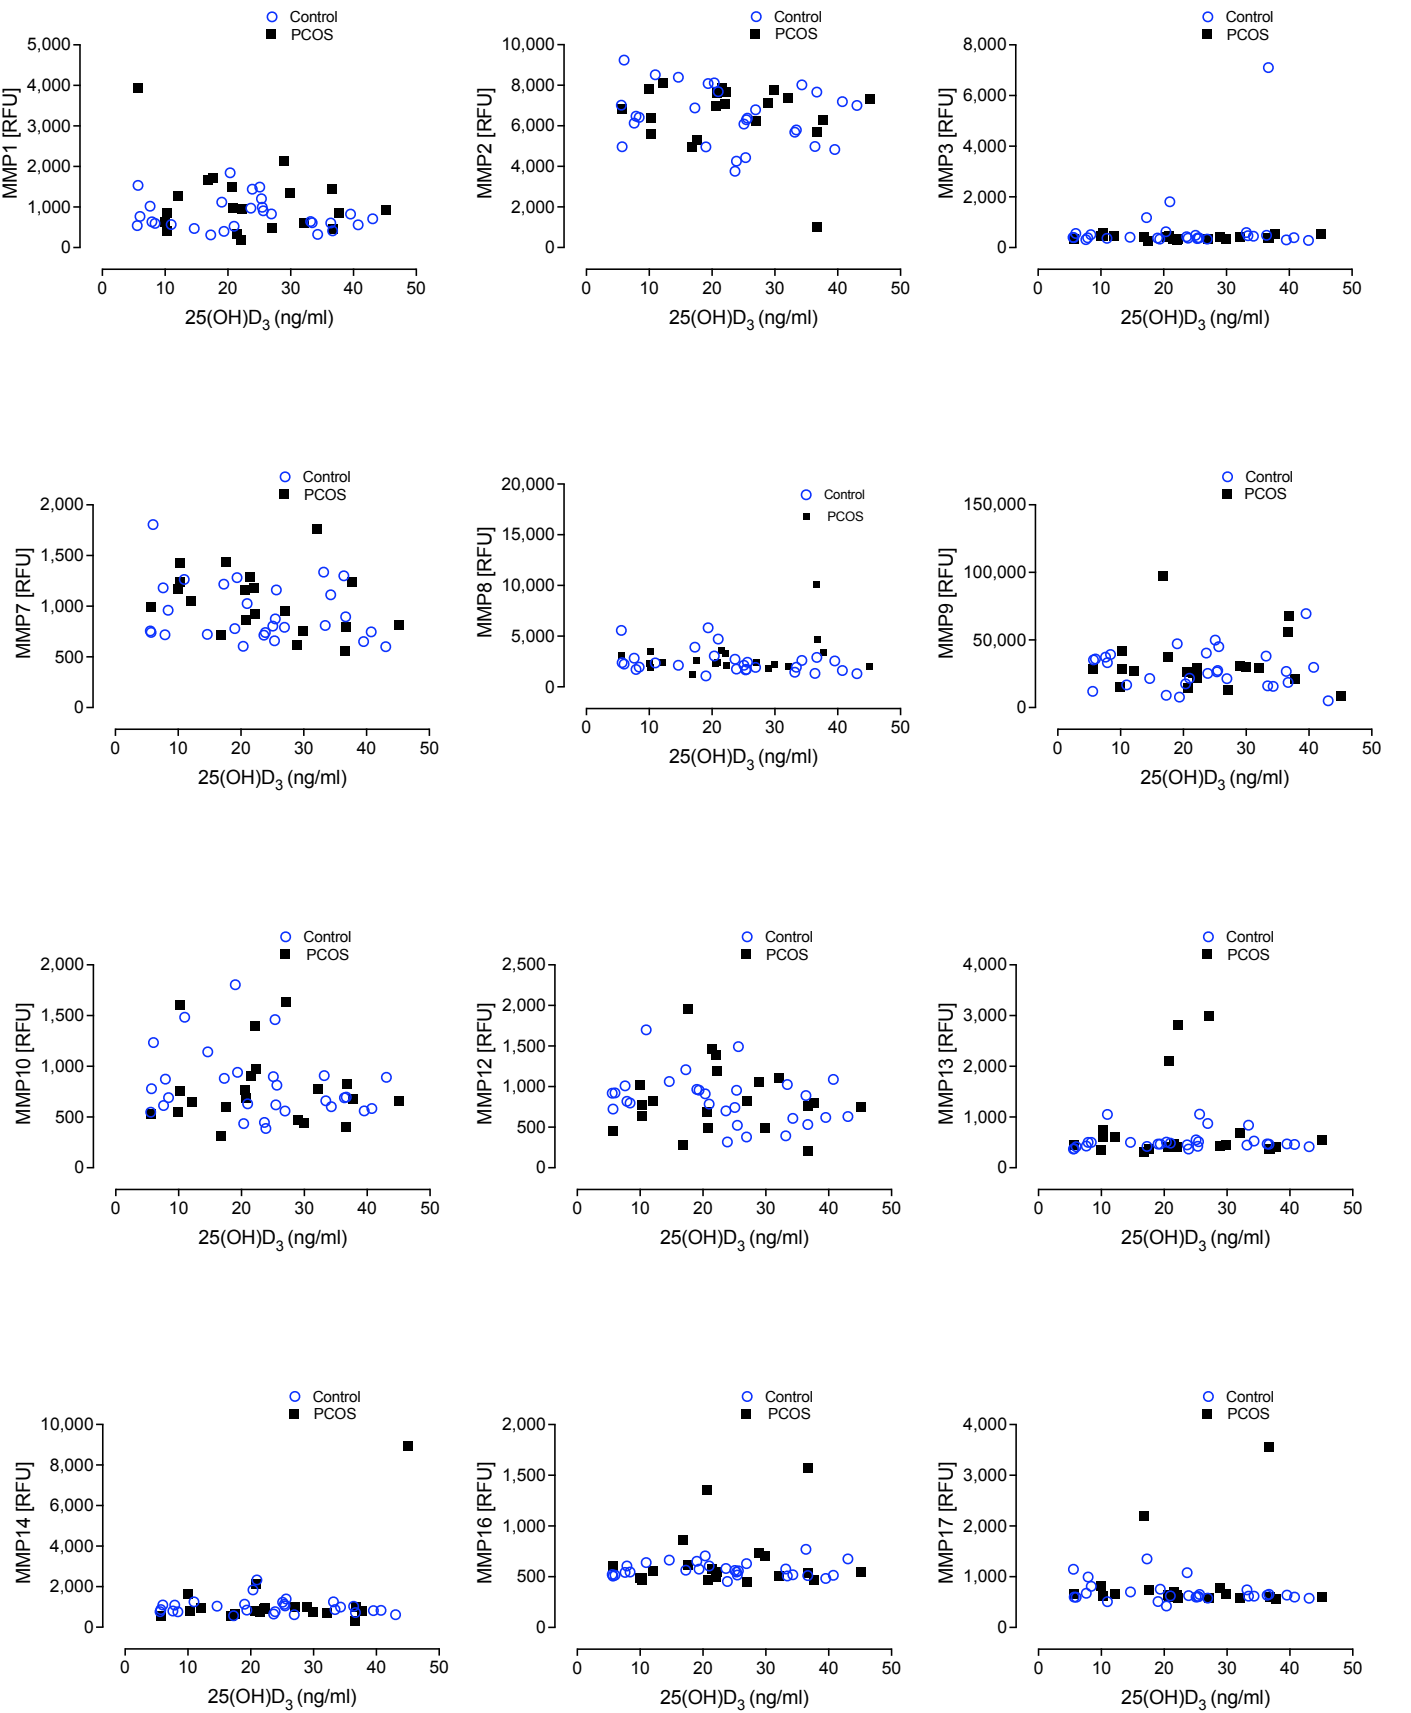 Control
PCOS
MMP1 [RFU]
5,000
4,000
3,000
2,000
1,000
0
0 10 20 30 40 50
25(OH)D3 (ng/ml)
Control
PCOS
MMP2 [RFU]
10,000
8,000
6,000
4,000
2,000
0
0 10 20 30 40 50
25(OH)D3 (ng/ml)
Control
PCOS
MMP3 [RFU]
8,000
6,000
4,000
2,000
0
0 10 20 30 40 50
25(OH)D3 (ng/ml)
Control
PCOS
MMP7 [RFU]
2,000
1,500
1,000
500
0
0 10 20 30 40 50
25(OH)D3 (ng/ml)
Control
PCOS
MMP8 [RFU]
20,000
15,000
10,000
5,000
0
0 10 20 30 40 50
25(OH)D3 (ng/ml)
Control
PCOS
MMP9 [RFU]
150,000
100,000
50,000
0
0 10 20 30 40 50
25(OH)D3 (ng/ml)
Control
PCOS
MMP10 [RFU]
2,000
1,500
1,000
500
0
0 10 20 30 40 50
25(OH)D3 (ng/ml)
Control
PCOS
MMP12 [RFU]
2,500
2,000
1,500
1,000
500
0
0 10 20 30 40 50
25(OH)D3 (ng/ml)
Control
PCOS
MMP13 [RFU]
4,000
3,000
2,000
1,000
0
0 10 20 30 40 50
25(OH)D3 (ng/ml)
Control
PCOS
MMP14 [RFU]
10,000
8,000
6,000
4,000
2,000
0
0 10 20 30 40 50
25(OH)D3 (ng/ml)
Control
PCOS
MMP16 [RFU]
2,000
1,500
1,000
500
0
0 10 20 30 40 50
25(OH)D3 (ng/ml)
Control
PCOS
MMP17 [RFU]
4,000
3,000
2,000
1,000
0
0 10 20 30 40 50
25(OH)D3 (ng/ml)